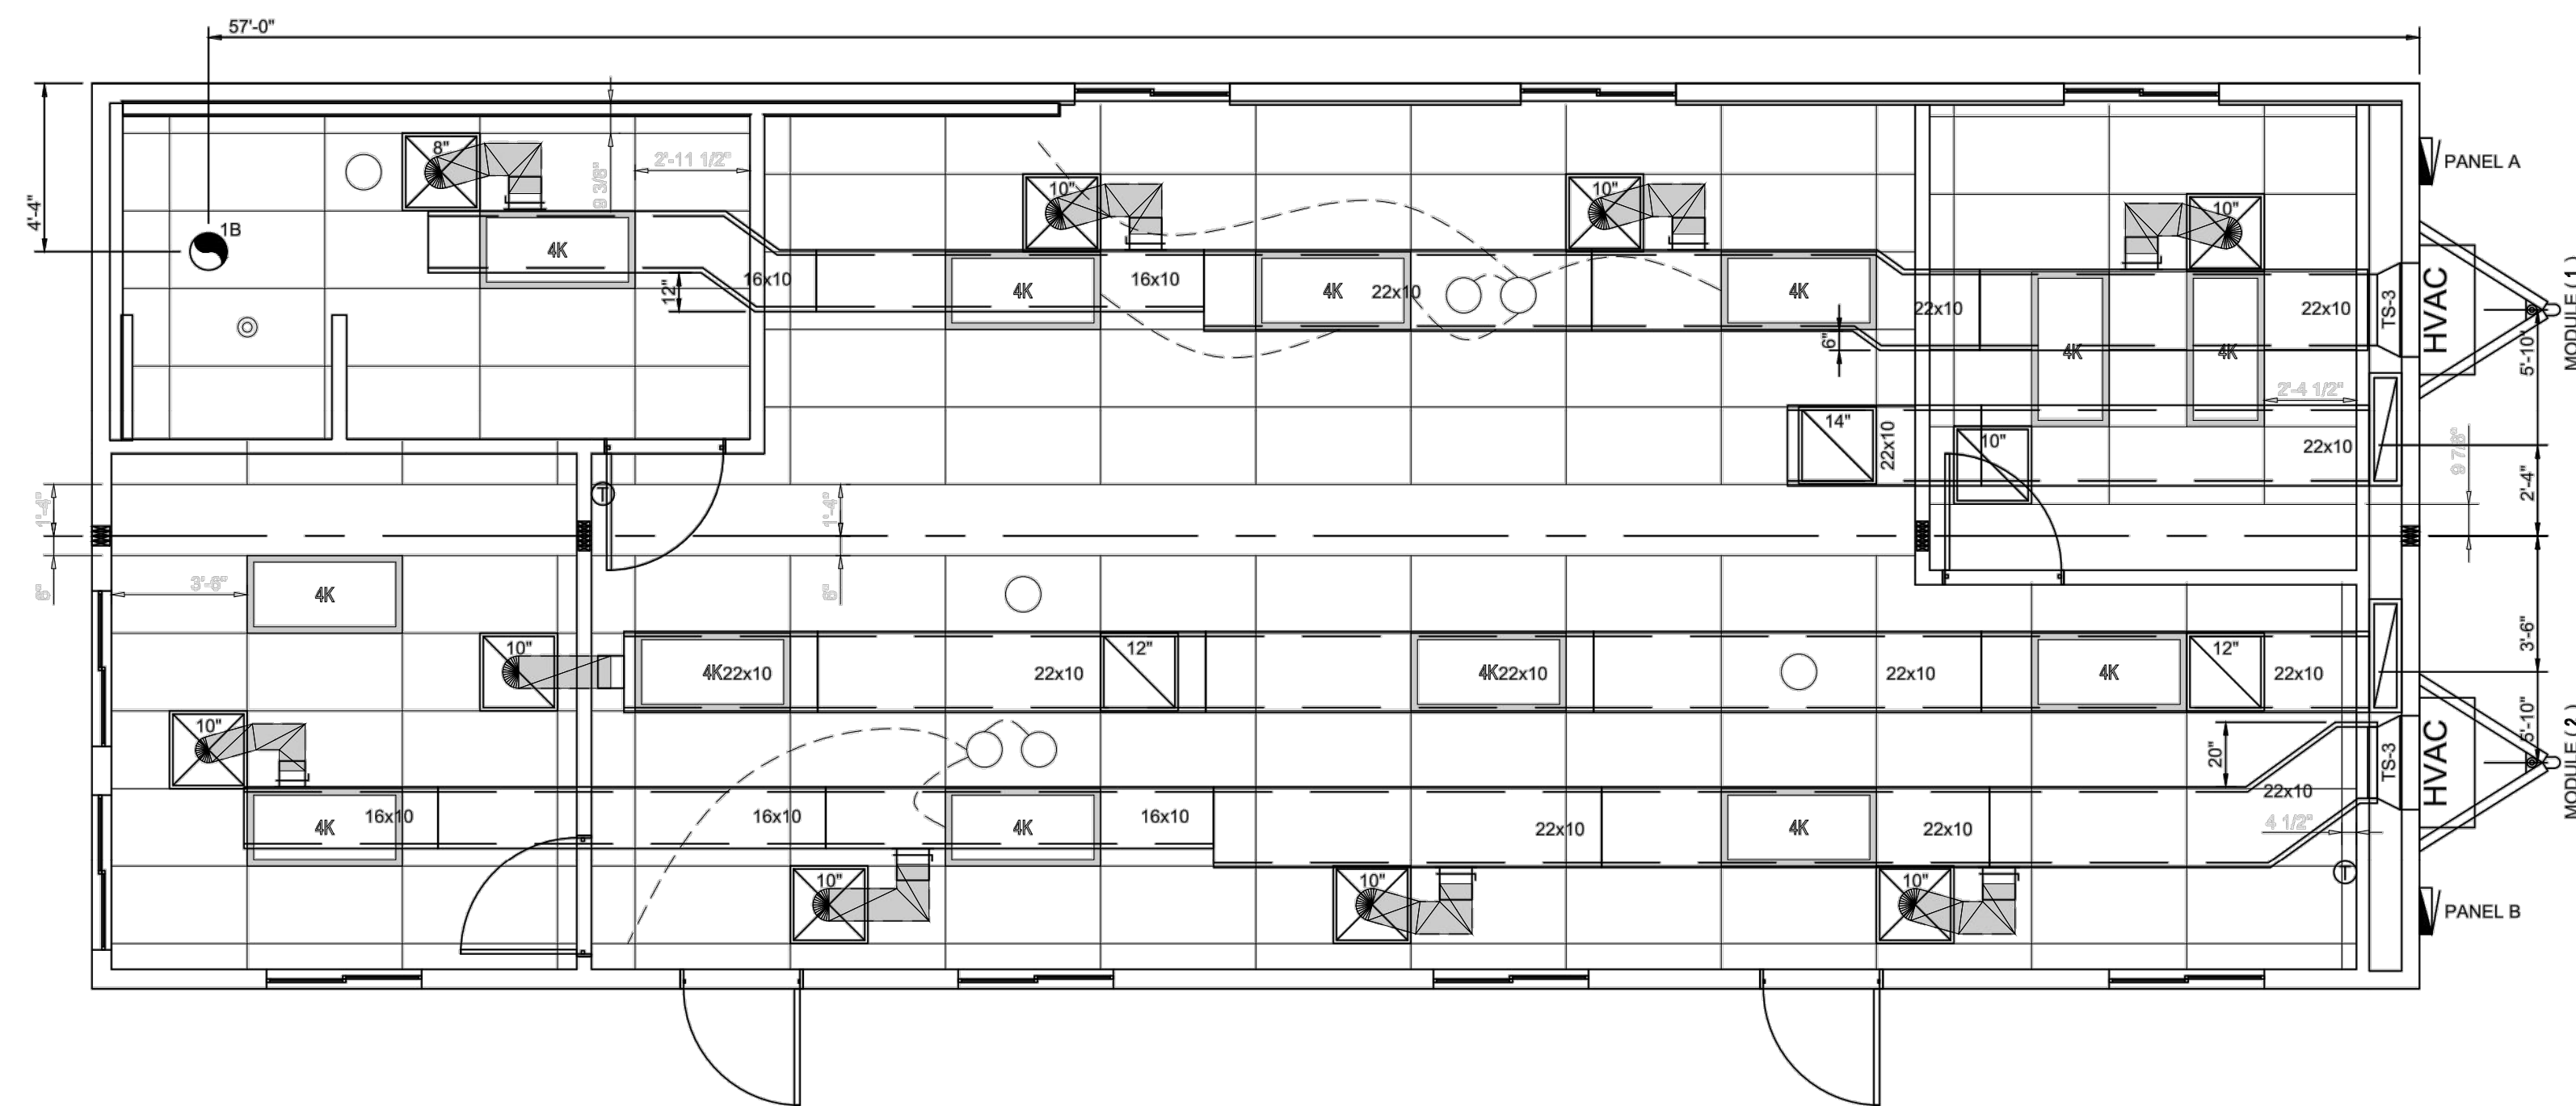 57'-0"
4'-4"
1B
8"
9 3/8"
2'-11 1/2"
4K
12"
16x10
10"
4K
16x10
4K
22x10
10"
4K
6"
22x10
10"
4K
4K
22x10
TS-3
HVAC
PANEL A
5'-10"
MODULE ( 1 )
2'-4 1/2"
14"
22x10
10"
22x10
9 7/8"
2'-4"
T
1'-4"
6"
1'-4"
6"
3'-6"
4K
10"
4K
22x10
22x10
12"
4K
22x10
22x10
4K
12"
22x10
3'-6"
10"
5'-10"
20"
TS-3
HVAC
MODULE ( 2 )
4K
16x10
16x10
4K
16x10
22x10
4K
22x10
22x10
4 1/2"
T
10"
10"
10"
PANEL B